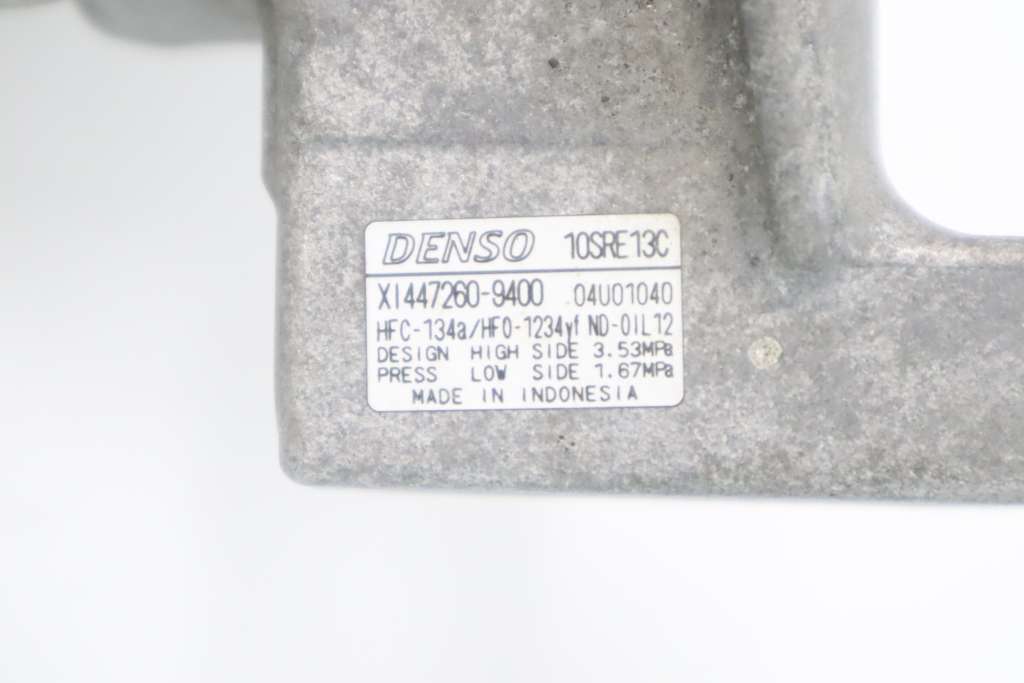 DENSO 10SRE13C
XI447260-9400 04U01040
HFC-134a/HFO-1234yf ND-OIL12
DESIGN HIGH SIDE 3.53MPa
PRESS LOW SIDE 1.67MPa
MADE IN INDONESIA